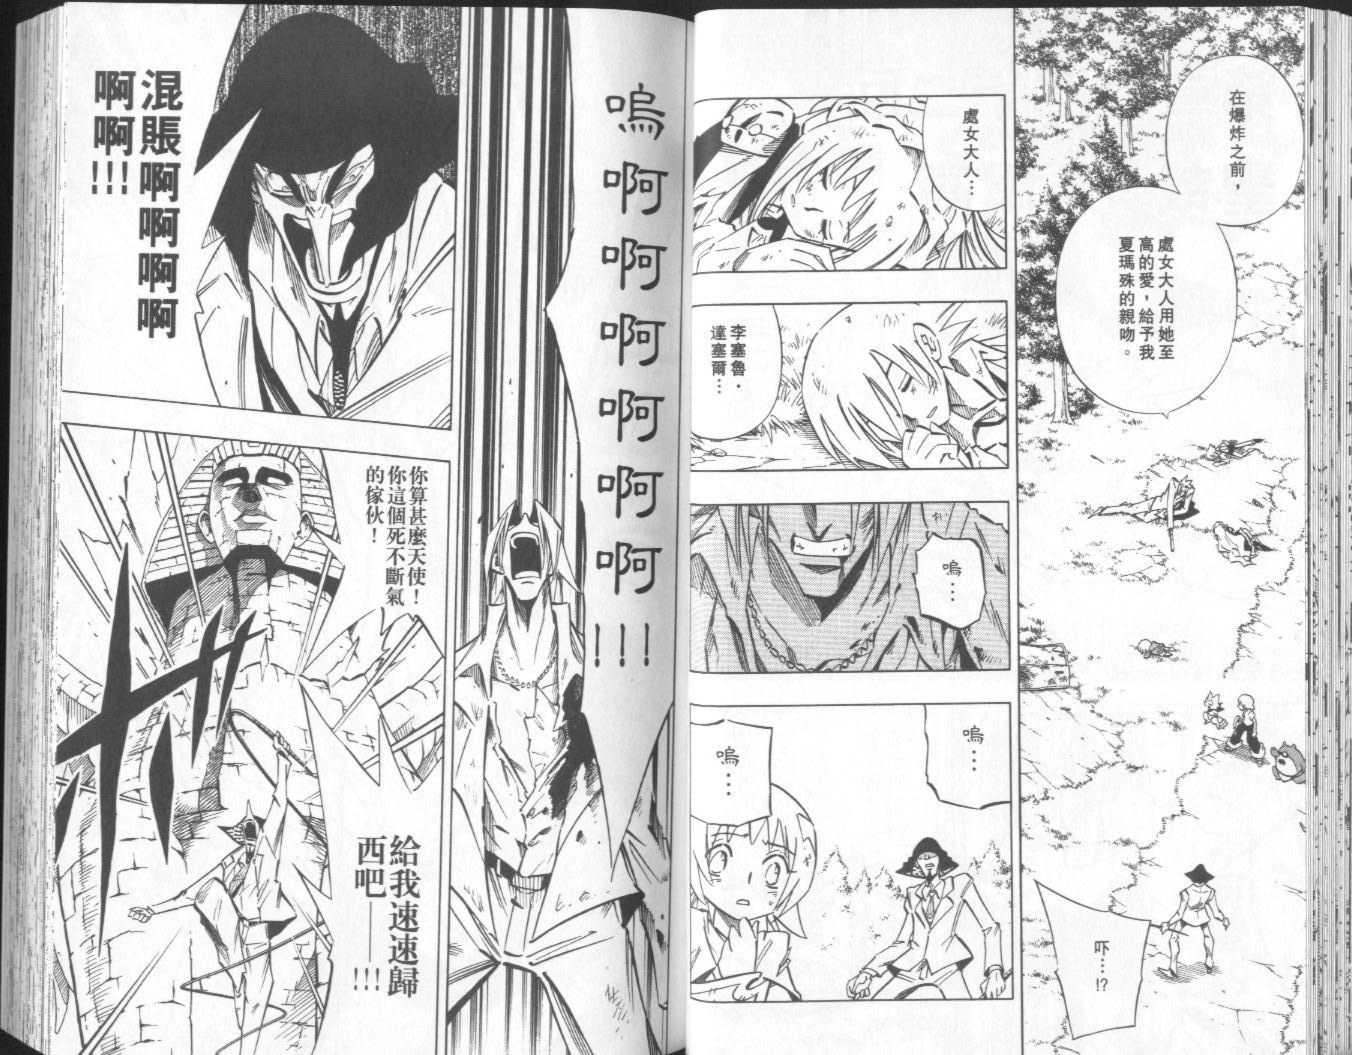 在爆炸之前，
處女大人用她至
高的愛，給予我
夏瑪殊的親吻。
吓…!?
處女大人…
李塞魯・
達塞爾…
嗚…
嗚…
嗚…
嗚啊啊啊啊啊啊!!!
混賬啊啊啊啊
啊啊!!!
你算甚麼天使！
你這個死不斷氣
的傢伙！
給我速速歸
西吧——!!!